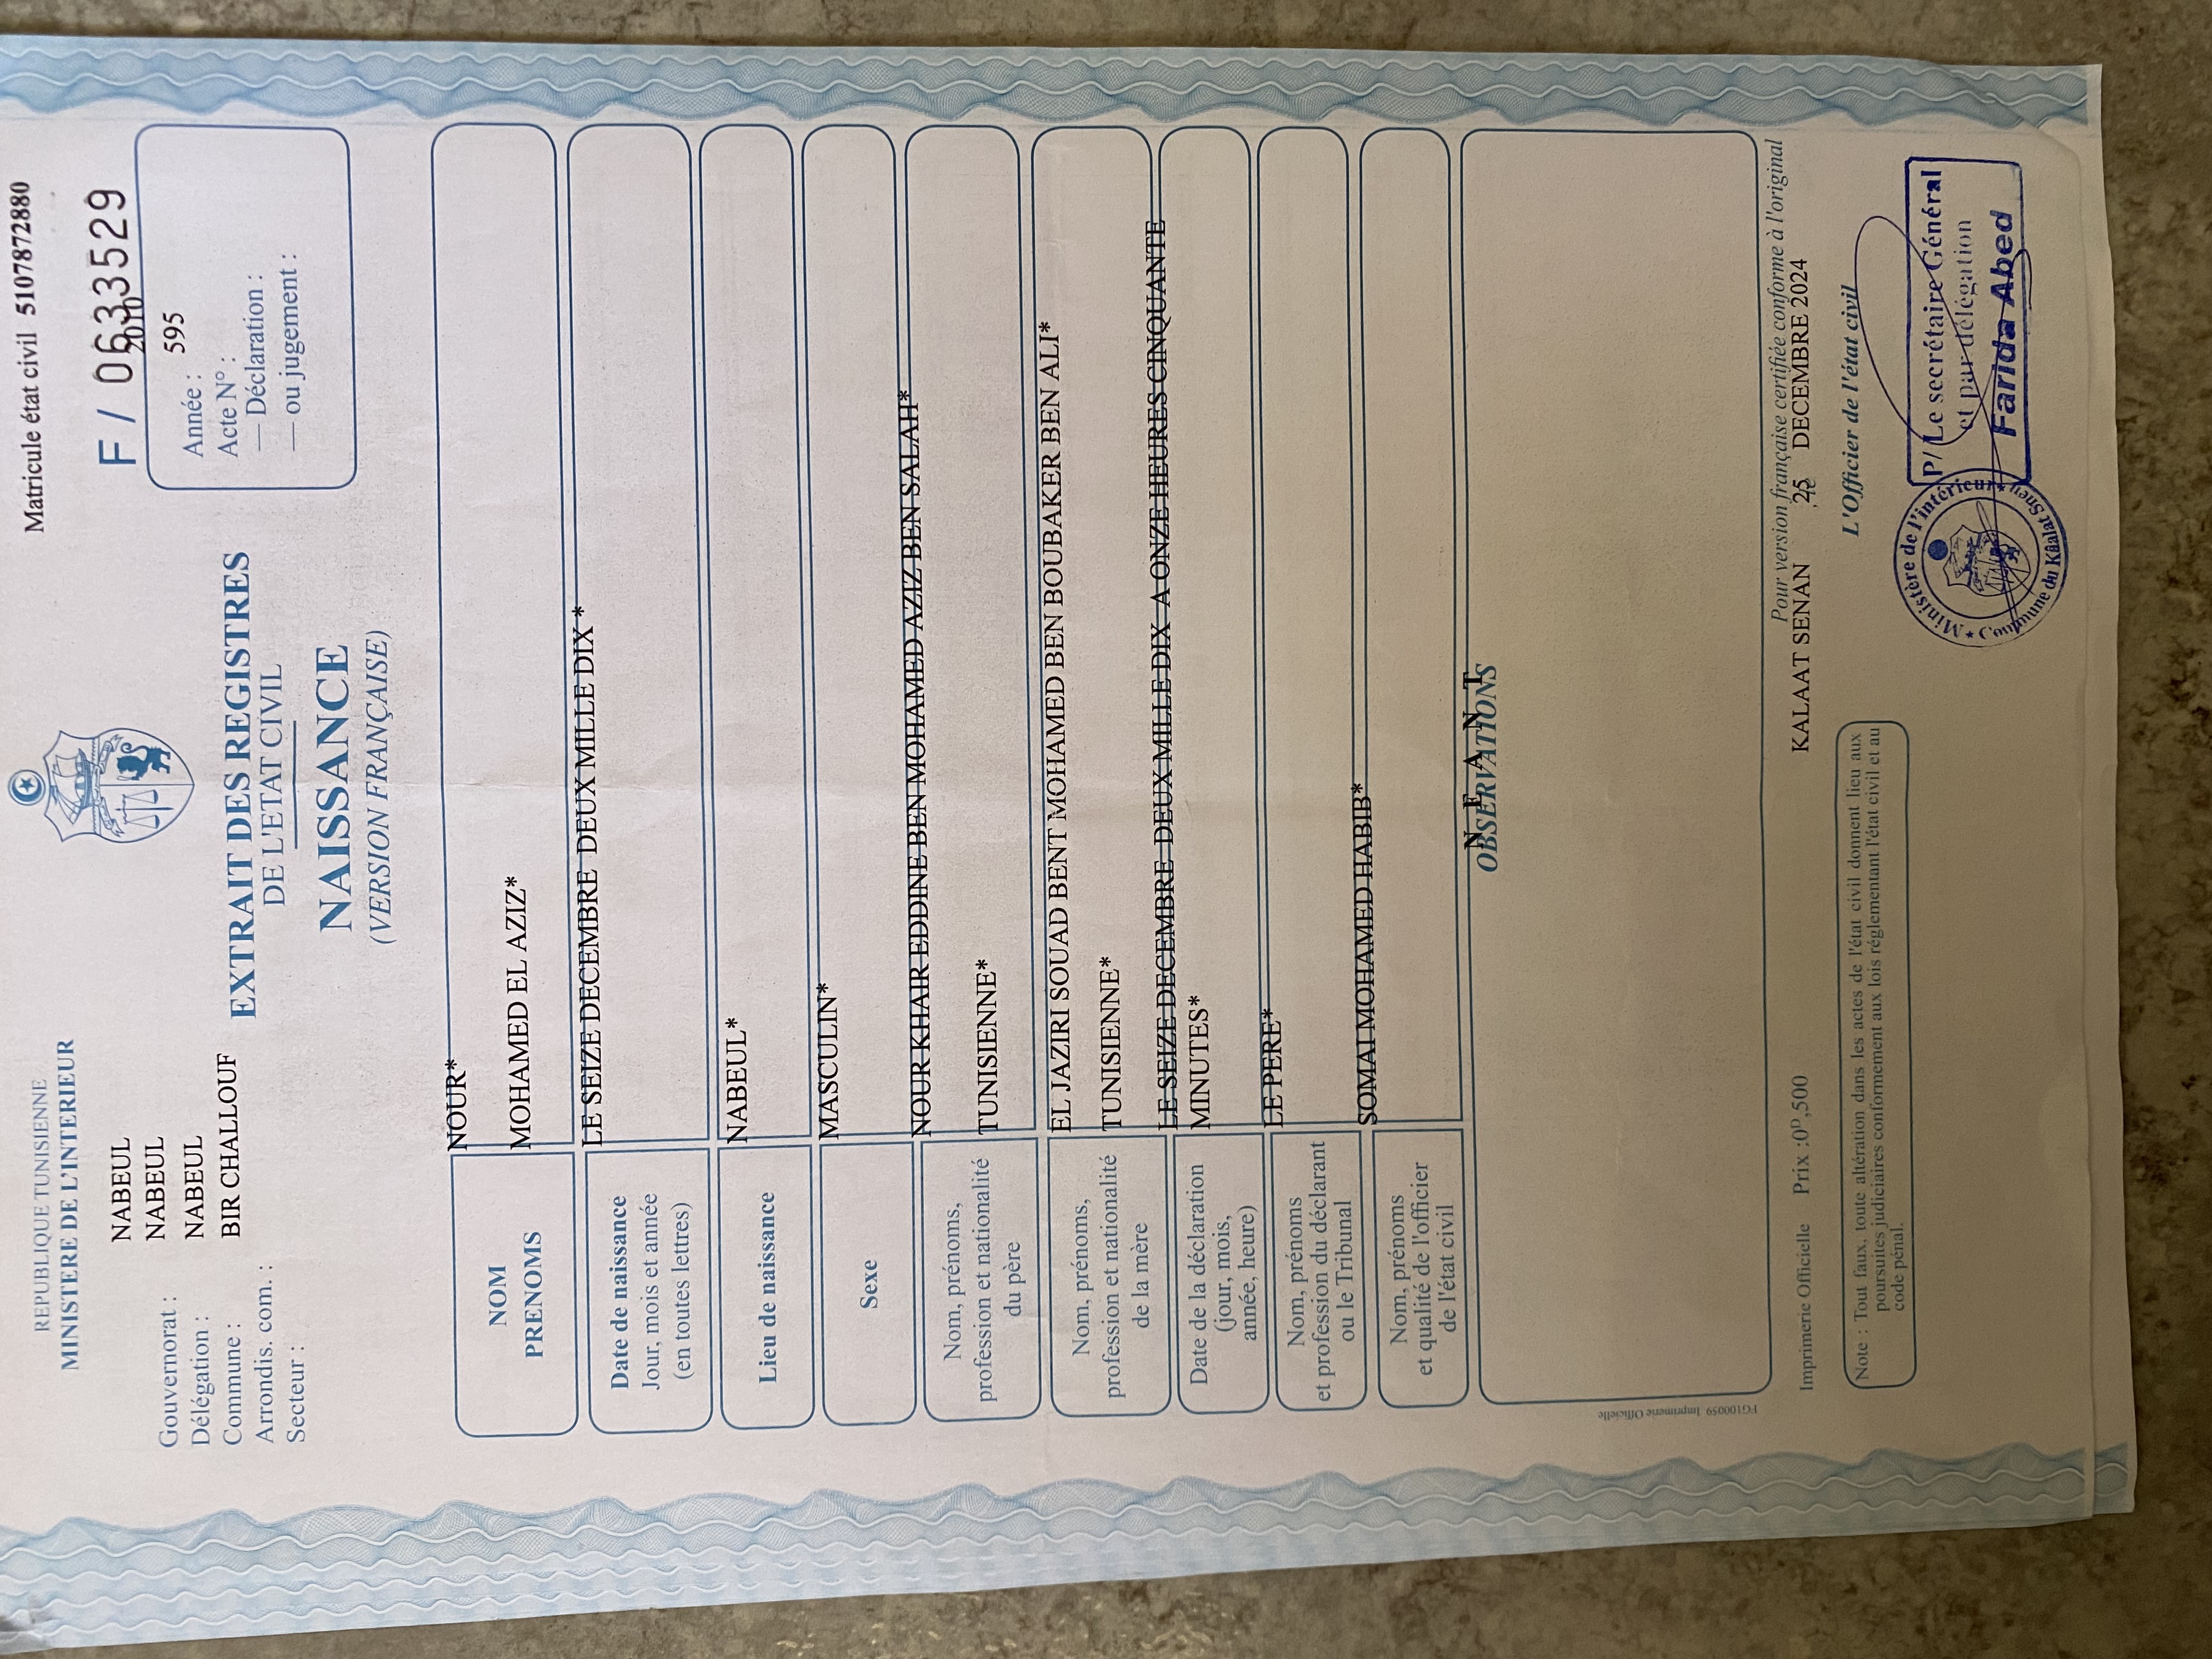 REPUBLIQUE TUNISIENNE
MINISTERE DE L'INTERIEUR
Matricule état civil 51078728​80
F / 0633529
Gouvernorat : NABEUL
Délégation : NABEUL
Commune : NABEUL
Arrondis. com. : BIR CHALLOUF
Secteur :
2010
Année : 595
Acte N° :
— Déclaration :
— ou jugement :
EXTRAIT DES REGISTRES
DE L'ETAT CIVIL
NAISSANCE
(VERSION FRANÇAISE)
NOM
PRENOMS
NOUR*
MOHAMED EL AZIZ*
Date de naissance
Jour, mois et année
(en toutes lettres)
LE SEIZE DECEMBRE DEUX MILLE DIX *
Lieu de naissance
NABEUL*
Sexe
MASCULIN*
Nom, prénoms,
profession et nationalité
du père
NOUR KHAIR EDDINE BEN MOHAMED AZIZ BEN SALAH*
TUNISIENNE*
Nom, prénoms,
profession et nationalité
de la mère
EL JAZIRI SOUAD BENT MOHAMED BEN BOUBAKER BEN ALI*
TUNISIENNE*
Date de la déclaration
(jour, mois,
année, heure)
LE SEIZE DECEMBRE DEUX MILLE DIX A ONZE HEURES CINQUANTE
MINUTES*
Nom, prénoms
et profession du déclarant
ou le Tribunal
LE PERE*
Nom, prénoms
et qualité de l'officier
de l'état civil
SOMAI MOHAMED HABIB*
N E A N T
OBSERVATIONS
FG100059 Imprimerie Officielle
Imprimerie Officielle Prix :0ᴰ,500
Pour version française certifiée conforme à l'original
KALAAT SENAN ,le 25 DECEMBRE 2024
L'Officier de l'état civil
Note : Tout faux, toute altération dans les actes de l'état civil donnent lieu aux
poursuites judiciaires conformément aux lois réglementant l'état civil et au
code pénal.
P/ Le secrétaire Général
et par délégation
Farida Abed
Ministère de l'intérieur * Commune du Kâalat Snen *